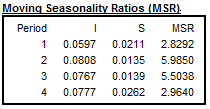 Moving Seasonality Ratios (MSR)
Period I S MSR
1 0.0597 0.0211 2.8292
2 0.0808 0.0135 5.9850
3 0.0767 0.0139 5.5038
4 0.0777 0.0262 2.9640